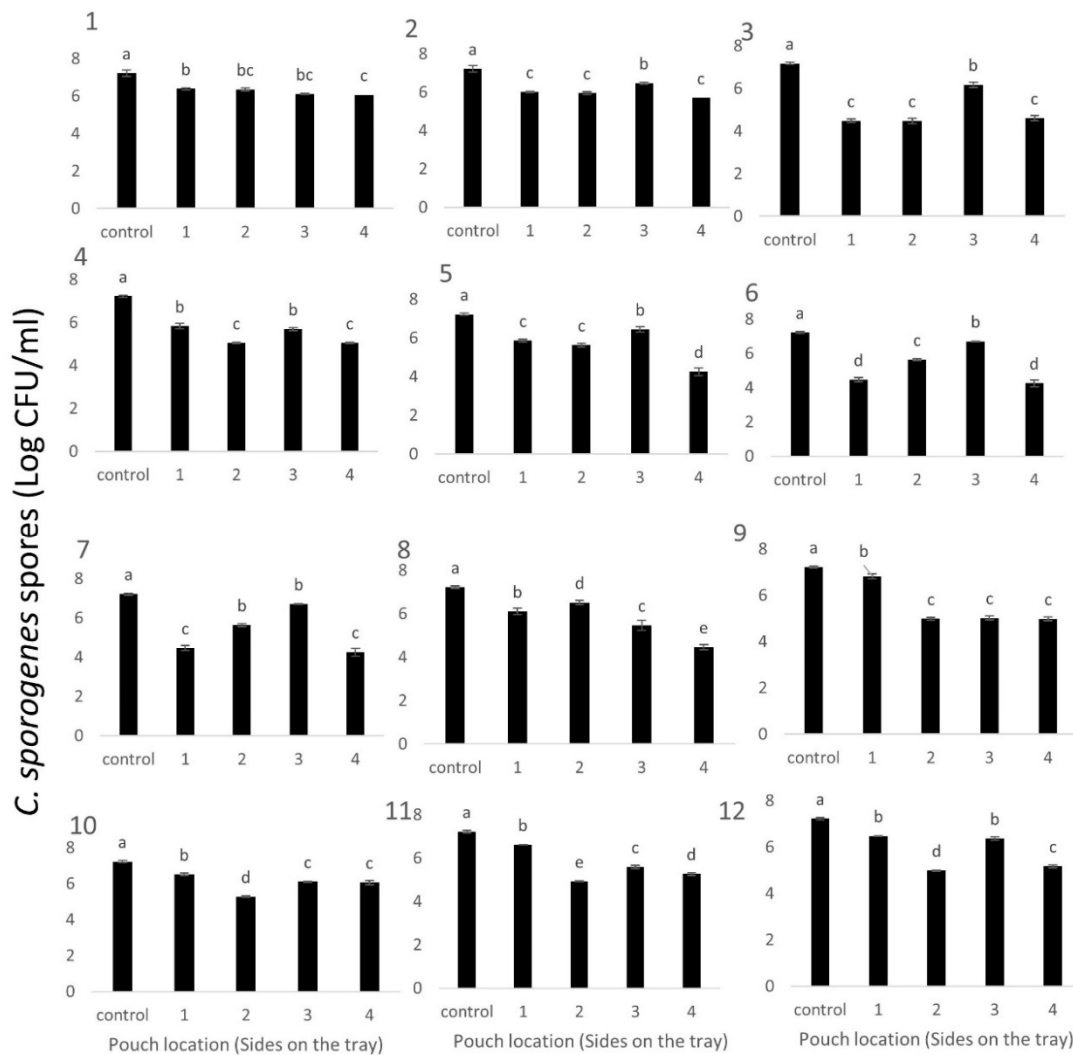 C. sporogenes spores (Log CFU/ml)
1
8
6
4
2
0
a
b
bc
bc
c
control 1 2 3 4
2
8
6
4
2
0
a
c
c
b
c
control 1 2 3 4
3
8
6
4
2
0
a
c
c
b
c
control 1 2 3 4
4
8
6
4
2
0
a
b
c
b
c
control 1 2 3 4
5
8
6
4
2
0
a
c
c
b
d
control 1 2 3 4
6
8
6
4
2
0
a
d
c
b
d
control 1 2 3 4
7
8
6
4
2
0
a
c
b
b
c
control 1 2 3 4
8
8
6
4
2
0
a
b
d
c
e
control 1 2 3 4
9
8
6
4
2
0
a
b
c
c
c
control 1 2 3 4
10
8
6
4
2
0
a
b
d
c
c
control 1 2 3 4
Pouch location (Sides on the tray)
11
8
6
4
2
0
a
b
e
c
d
control 1 2 3 4
Pouch location (Sides on the tray)
12
8
6
4
2
0
a
b
d
b
c
control 1 2 3 4
Pouch location (Sides on the tray)